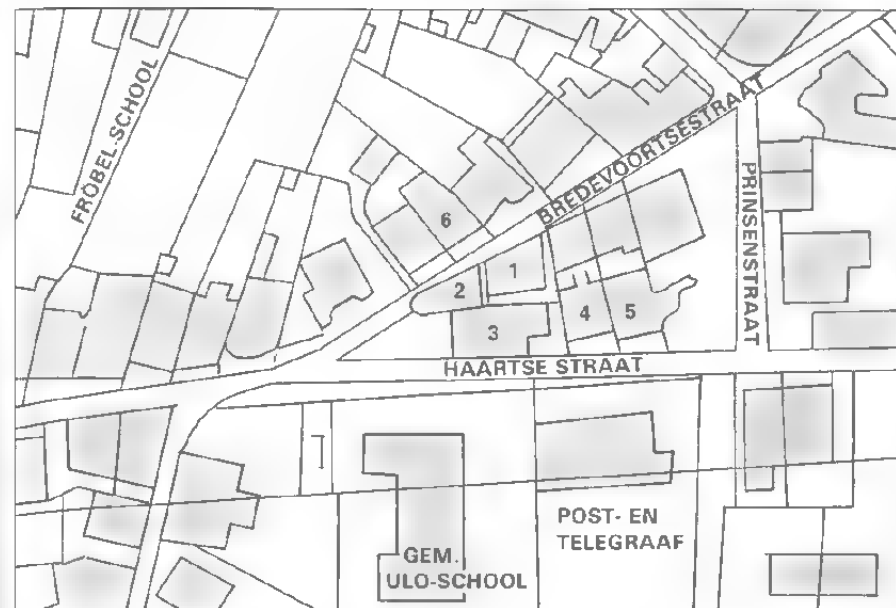 FRÖBEL-SCHOOL
BREDEVOORTSESTRAAT
PRINSENSTRAAT
6
1
2
3
4
5
HAARTSE STRAAT
POST- EN
TELEGRAAF
GEM.
ULO-SCHOOL